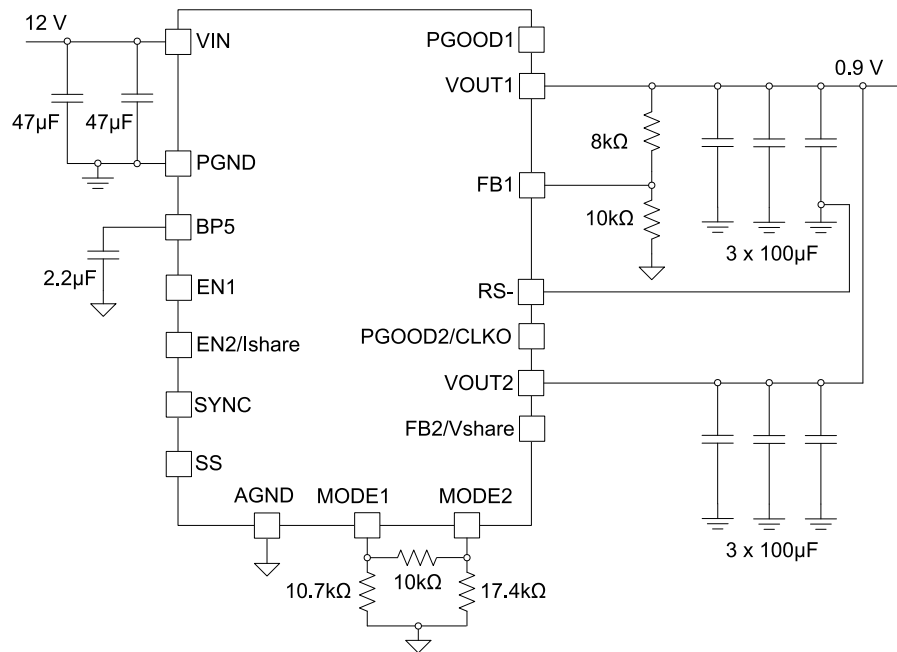 12 V
VIN
PGOOD1
VOUT1
0.9 V
47μF
47μF
8kΩ
PGND
FB1
10kΩ
BP5
3 x 100μF
2.2μF
EN1
RS-
EN2/Ishare
PGOOD2/CLKO
VOUT2
SYNC
FB2/Vshare
SS
AGND
MODE1
MODE2
3 x 100μF
10.7kΩ
10kΩ
17.4kΩ